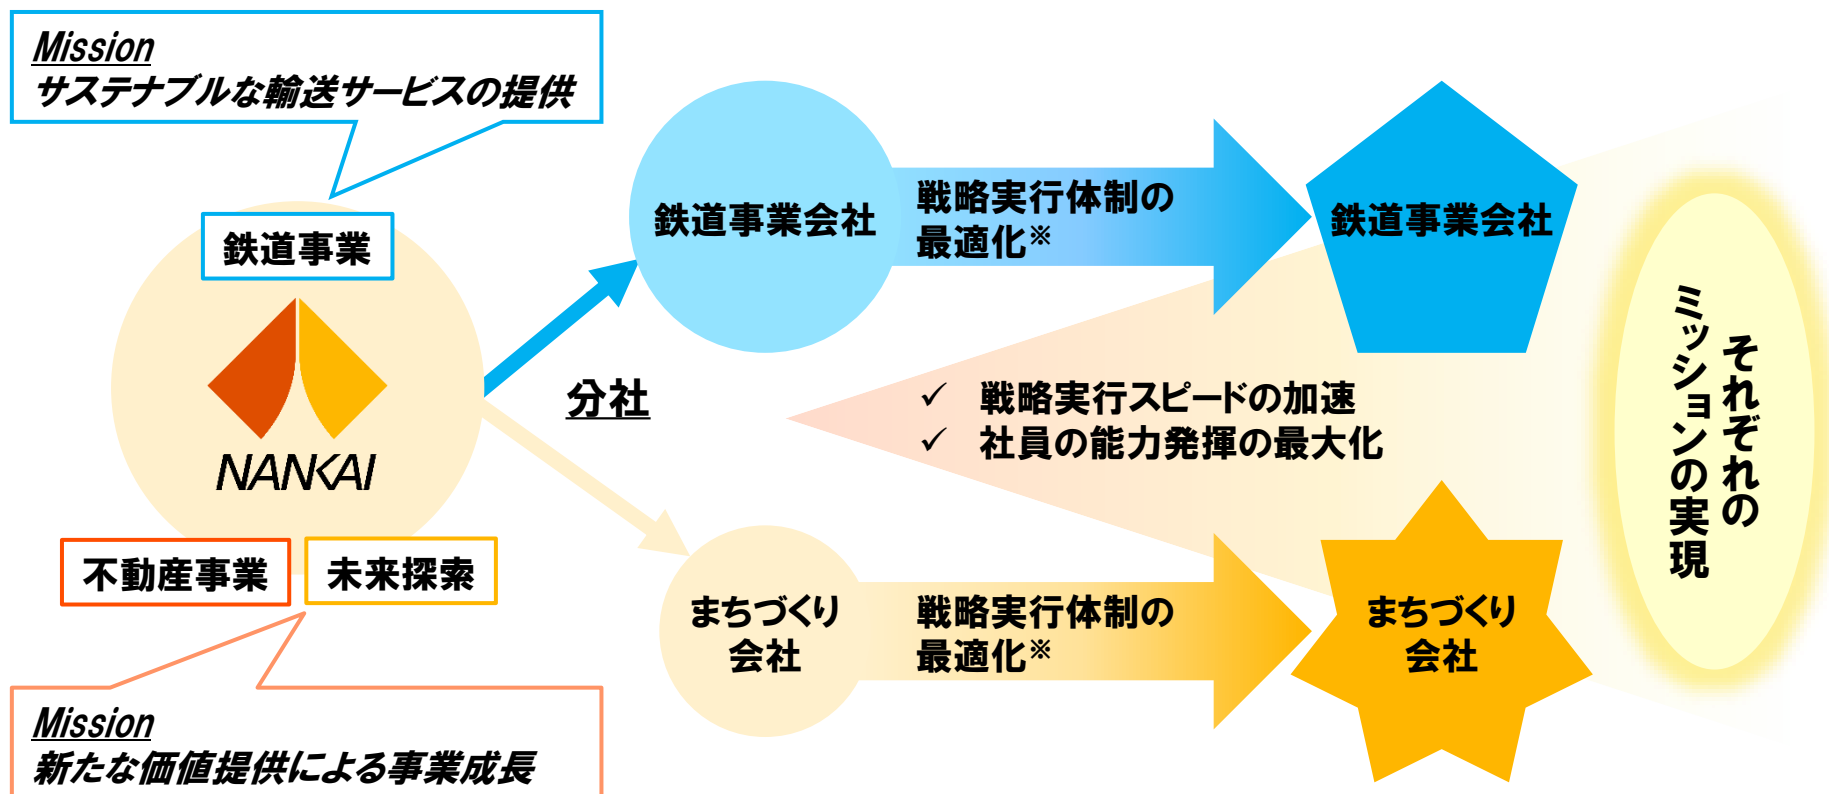 Mission
サステナブルな輸送サービスの提供
鉄道事業
NANKAI
不動産事業
未来探索
Mission
新たな価値提供による事業成長
分社
鉄道事業会社
戦略実行体制の
最適化※
鉄道事業会社
✓ 戦略実行スピードの加速
✓ 社員の能力発揮の最大化
まちづくり
会社
戦略実行体制の
最適化※
まちづくり
会社
それぞれの
ミッションの実現